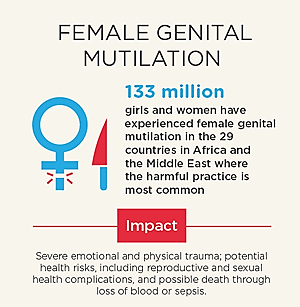 FEMALE GENITAL
MUTILATION
133 million
girls and women have
experienced female genital
mutilation in the 29
countries in Africa and
the Middle East where
the harmful practice is
most common
Impact
Severe emotional and physical trauma; potential
health risks, including reproductive and sexual
health complications, and possible death through
loss of blood or sepsis.